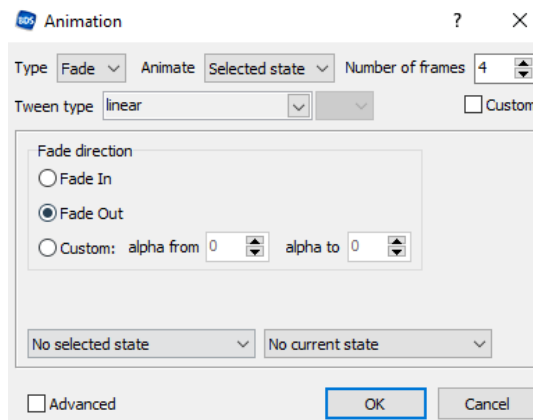 BDS Animation ? 
Type Fade Animate Selected state Number of frames 4
Tween type linear Custom
Fade direction
Fade In
Fade Out
Custom: alpha from 0 alpha to 0
No selected state No current state
Advanced OK Cancel